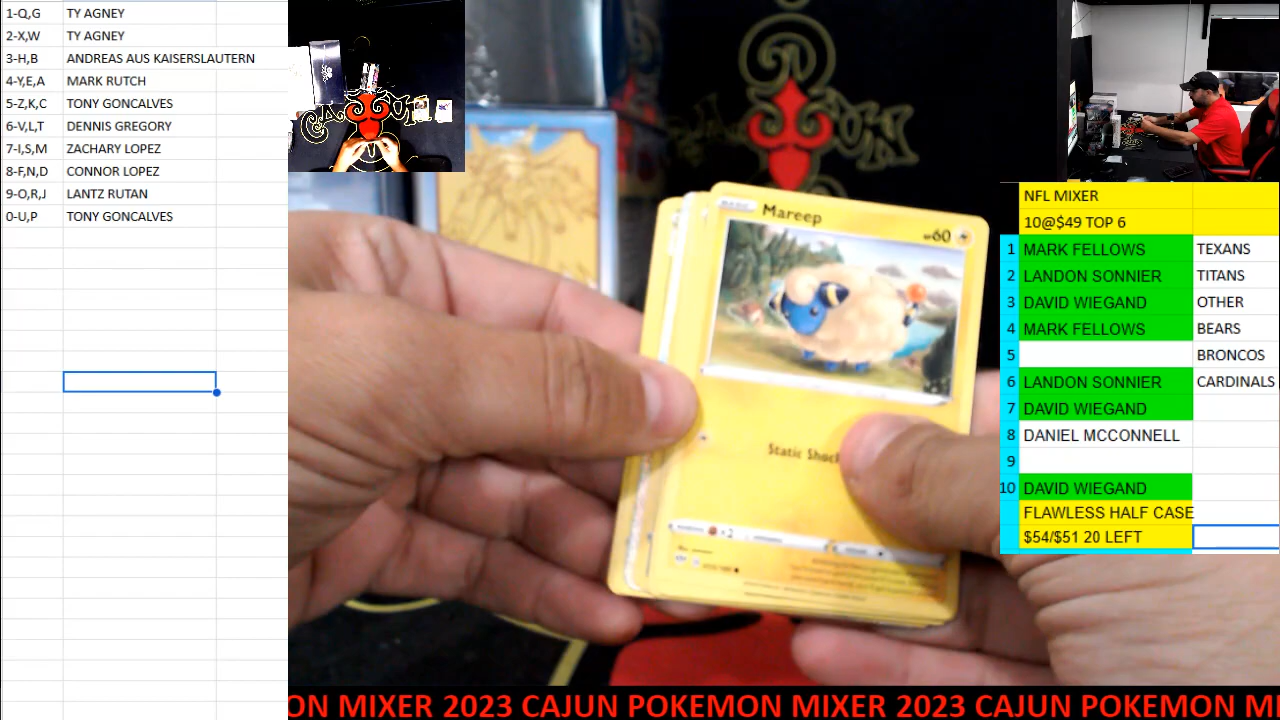 1-Q,G TY AGNEY
2-X,W TY AGNEY
3-H,B ANDREAS AUS KAISERSLAUTERN
4-Y,E,A MARK RUTCH
5-Z,K,C TONY GONCALVES
6-V,L,T DENNIS GREGORY
7-I,S,M ZACHARY LOPEZ
8-F,N,D CONNOR LOPEZ
9-O,R,J LANTZ RUTAN
0-U,P TONY GONCALVES
Mareep
60
Static Shock
×2
NFL MIXER
10@$49 TOP 6
1 MARK FELLOWS TEXANS
2 LANDON SONNIER TITANS
3 DAVID WIEGAND OTHER
4 MARK FELLOWS BEARS
5 BRONCOS
6 LANDON SONNIER CARDINALS
7 DAVID WIEGAND
8 DANIEL MCCONNELL
9
10 DAVID WIEGAND
FLAWLESS HALF CASE
$54/$51 20 LEFT
ON MIXER 2023 CAJUN POKEMON MIXER 2023 CAJUN POKEMON MI